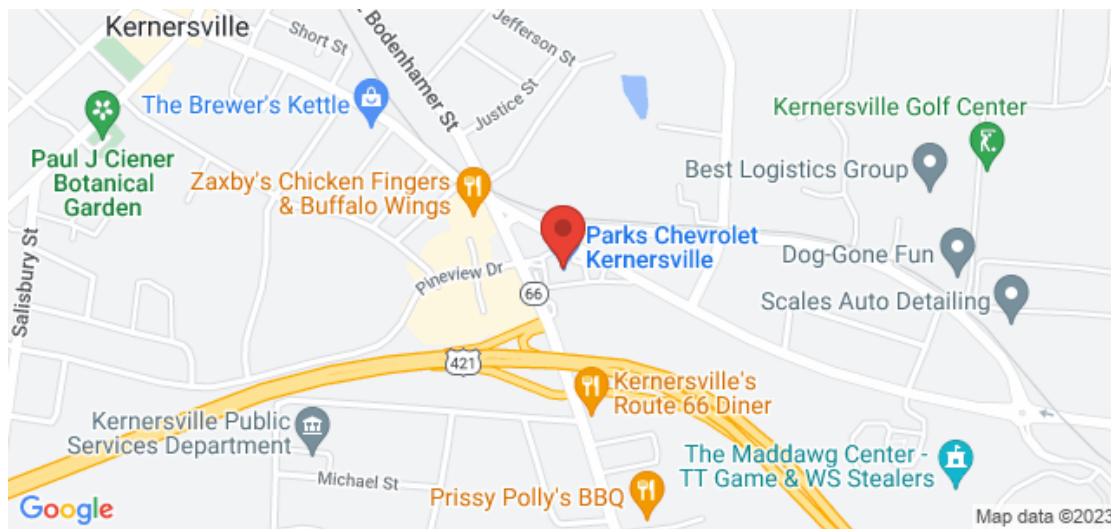 Kernersville
Short St
Bodenhamer St
Jefferson St
Justice St
The Brewer's Kettle
Kernersville Golf Center
Paul J Ciener
Botanical
Garden
Best Logistics Group
Zaxby's Chicken Fingers
& Buffalo Wings
Parks Chevrolet
Kernersville
Dog-Gone Fun
Salisbury St
Pineview Dr
66
Scales Auto Detailing
421
Kernersville's
Route 66 Diner
Kernersville Public
Services Department
The Maddawg Center -
TT Game & WS Stealers
Michael St
Prissy Polly's BBQ
Google
Map data ©2023